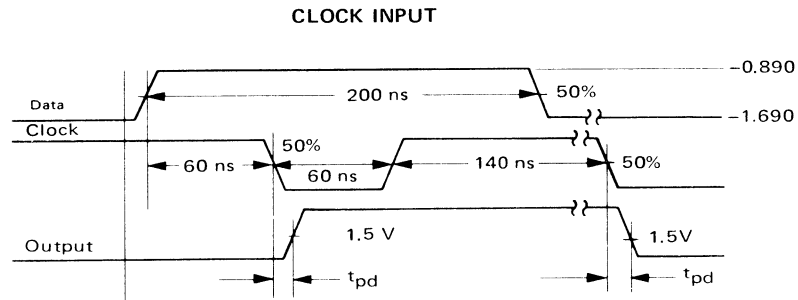 CLOCK INPUT
-0.890
Data
200 ns
50%
-1.690
Clock
50%
60 ns
60 ns
140 ns
50%
Output
1.5 V
1.5V
tpd
tpd